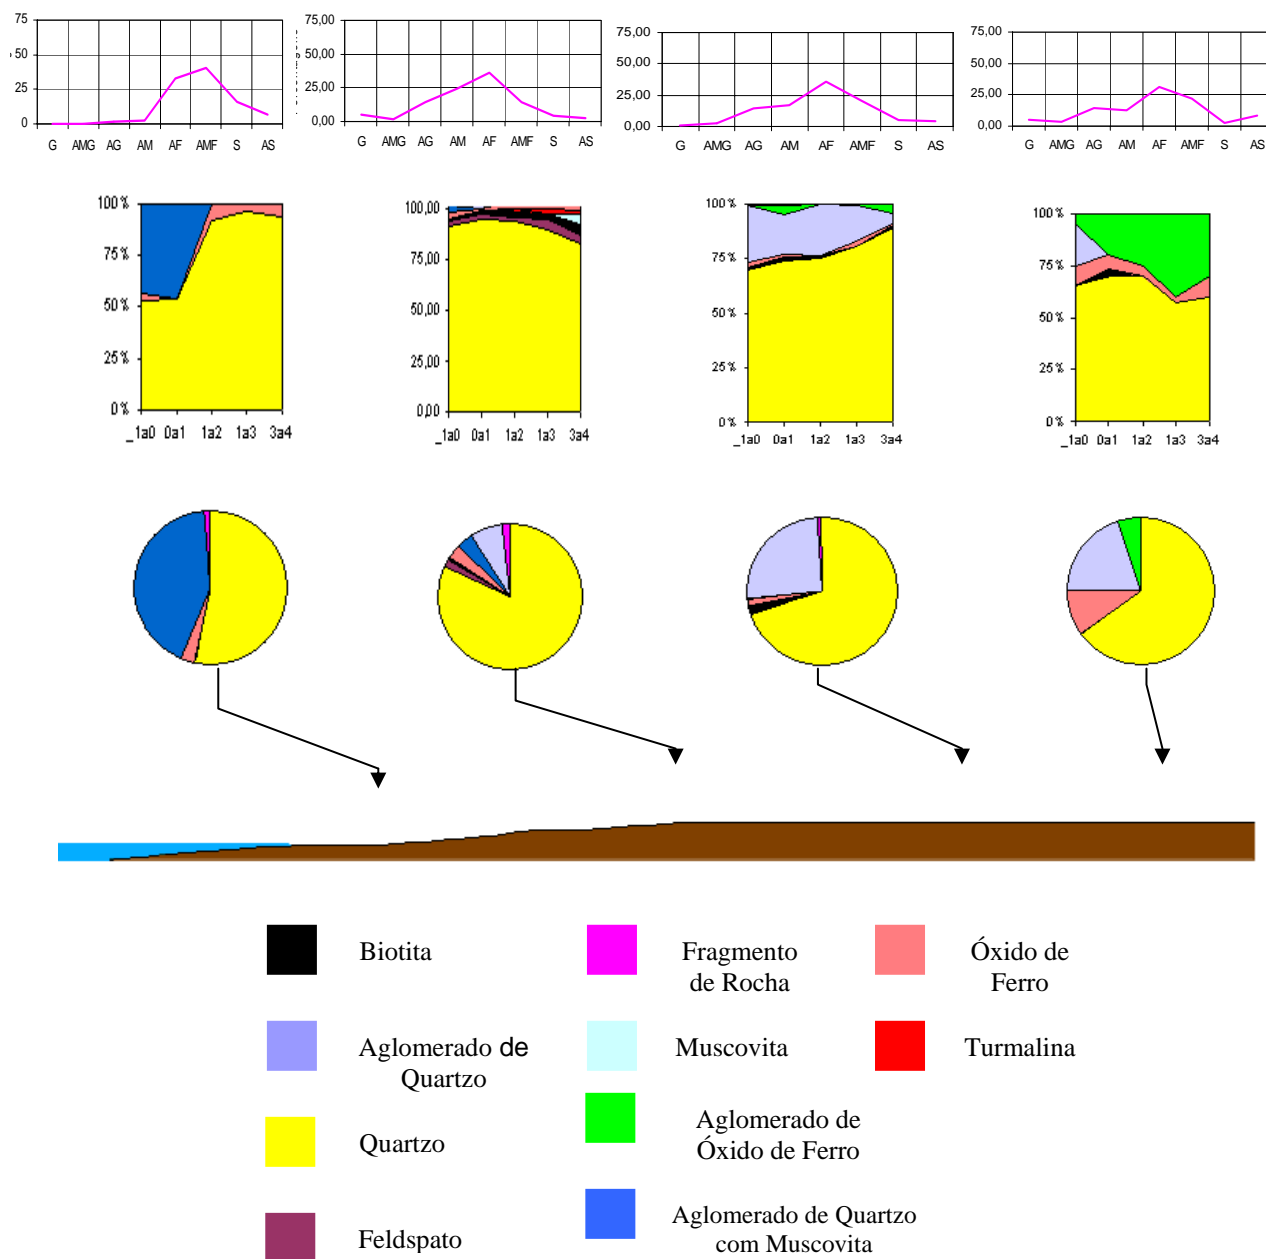 75
50
25
0
G AMG AG AM AF AMF S AS
75,00
50,00
25,00
0,00
G AMG AG AM AF AMF S AS
75,00
50,00
25,00
0,00
G AMG AG AM AF AMF S AS
75,00
50,00
25,00
0,00
G AMG AG AM AF AMF S AS
100%
75%
50%
25%
0%
_1a0 0a1 1a2 1a3 3a4
100,00
75,00
50,00
25,00
0,00
_1a0 0a1 1a2 1a3 3a4
100%
75%
50%
25%
0%
_1a0 0a1 1a2 1a3 3a4
100%
75%
50%
25%
0%
_1a0 0a1 1a2 1a3 3a4
Biotita
Fragmento
de Rocha
Óxido de
Ferro
Aglomerado de
Quartzo
Muscovita
Turmalina
Quartzo
Aglomerado de
Óxido de Ferro
Feldspato
Aglomerado de Quartzo
com Muscovita